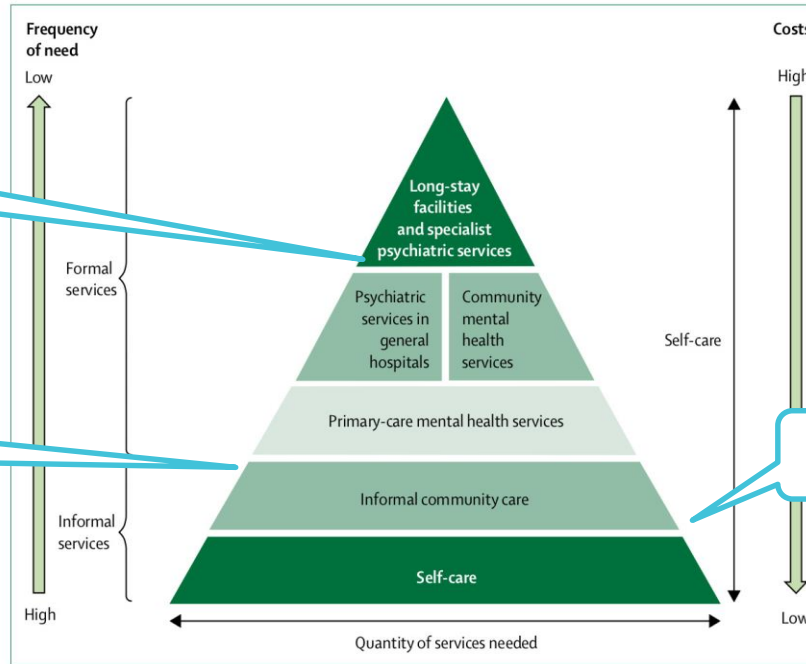 Frequency
of need
Low
Costs
High
Long-stay
facilities
and specialist
psychiatric services
Formal
services
Psychiatric
services in
general
hospitals
Community
mental
health
services
Self-care
Primary-care mental health services
Informal community care
Informal
services
Self-care
High
Low
Quantity of services needed